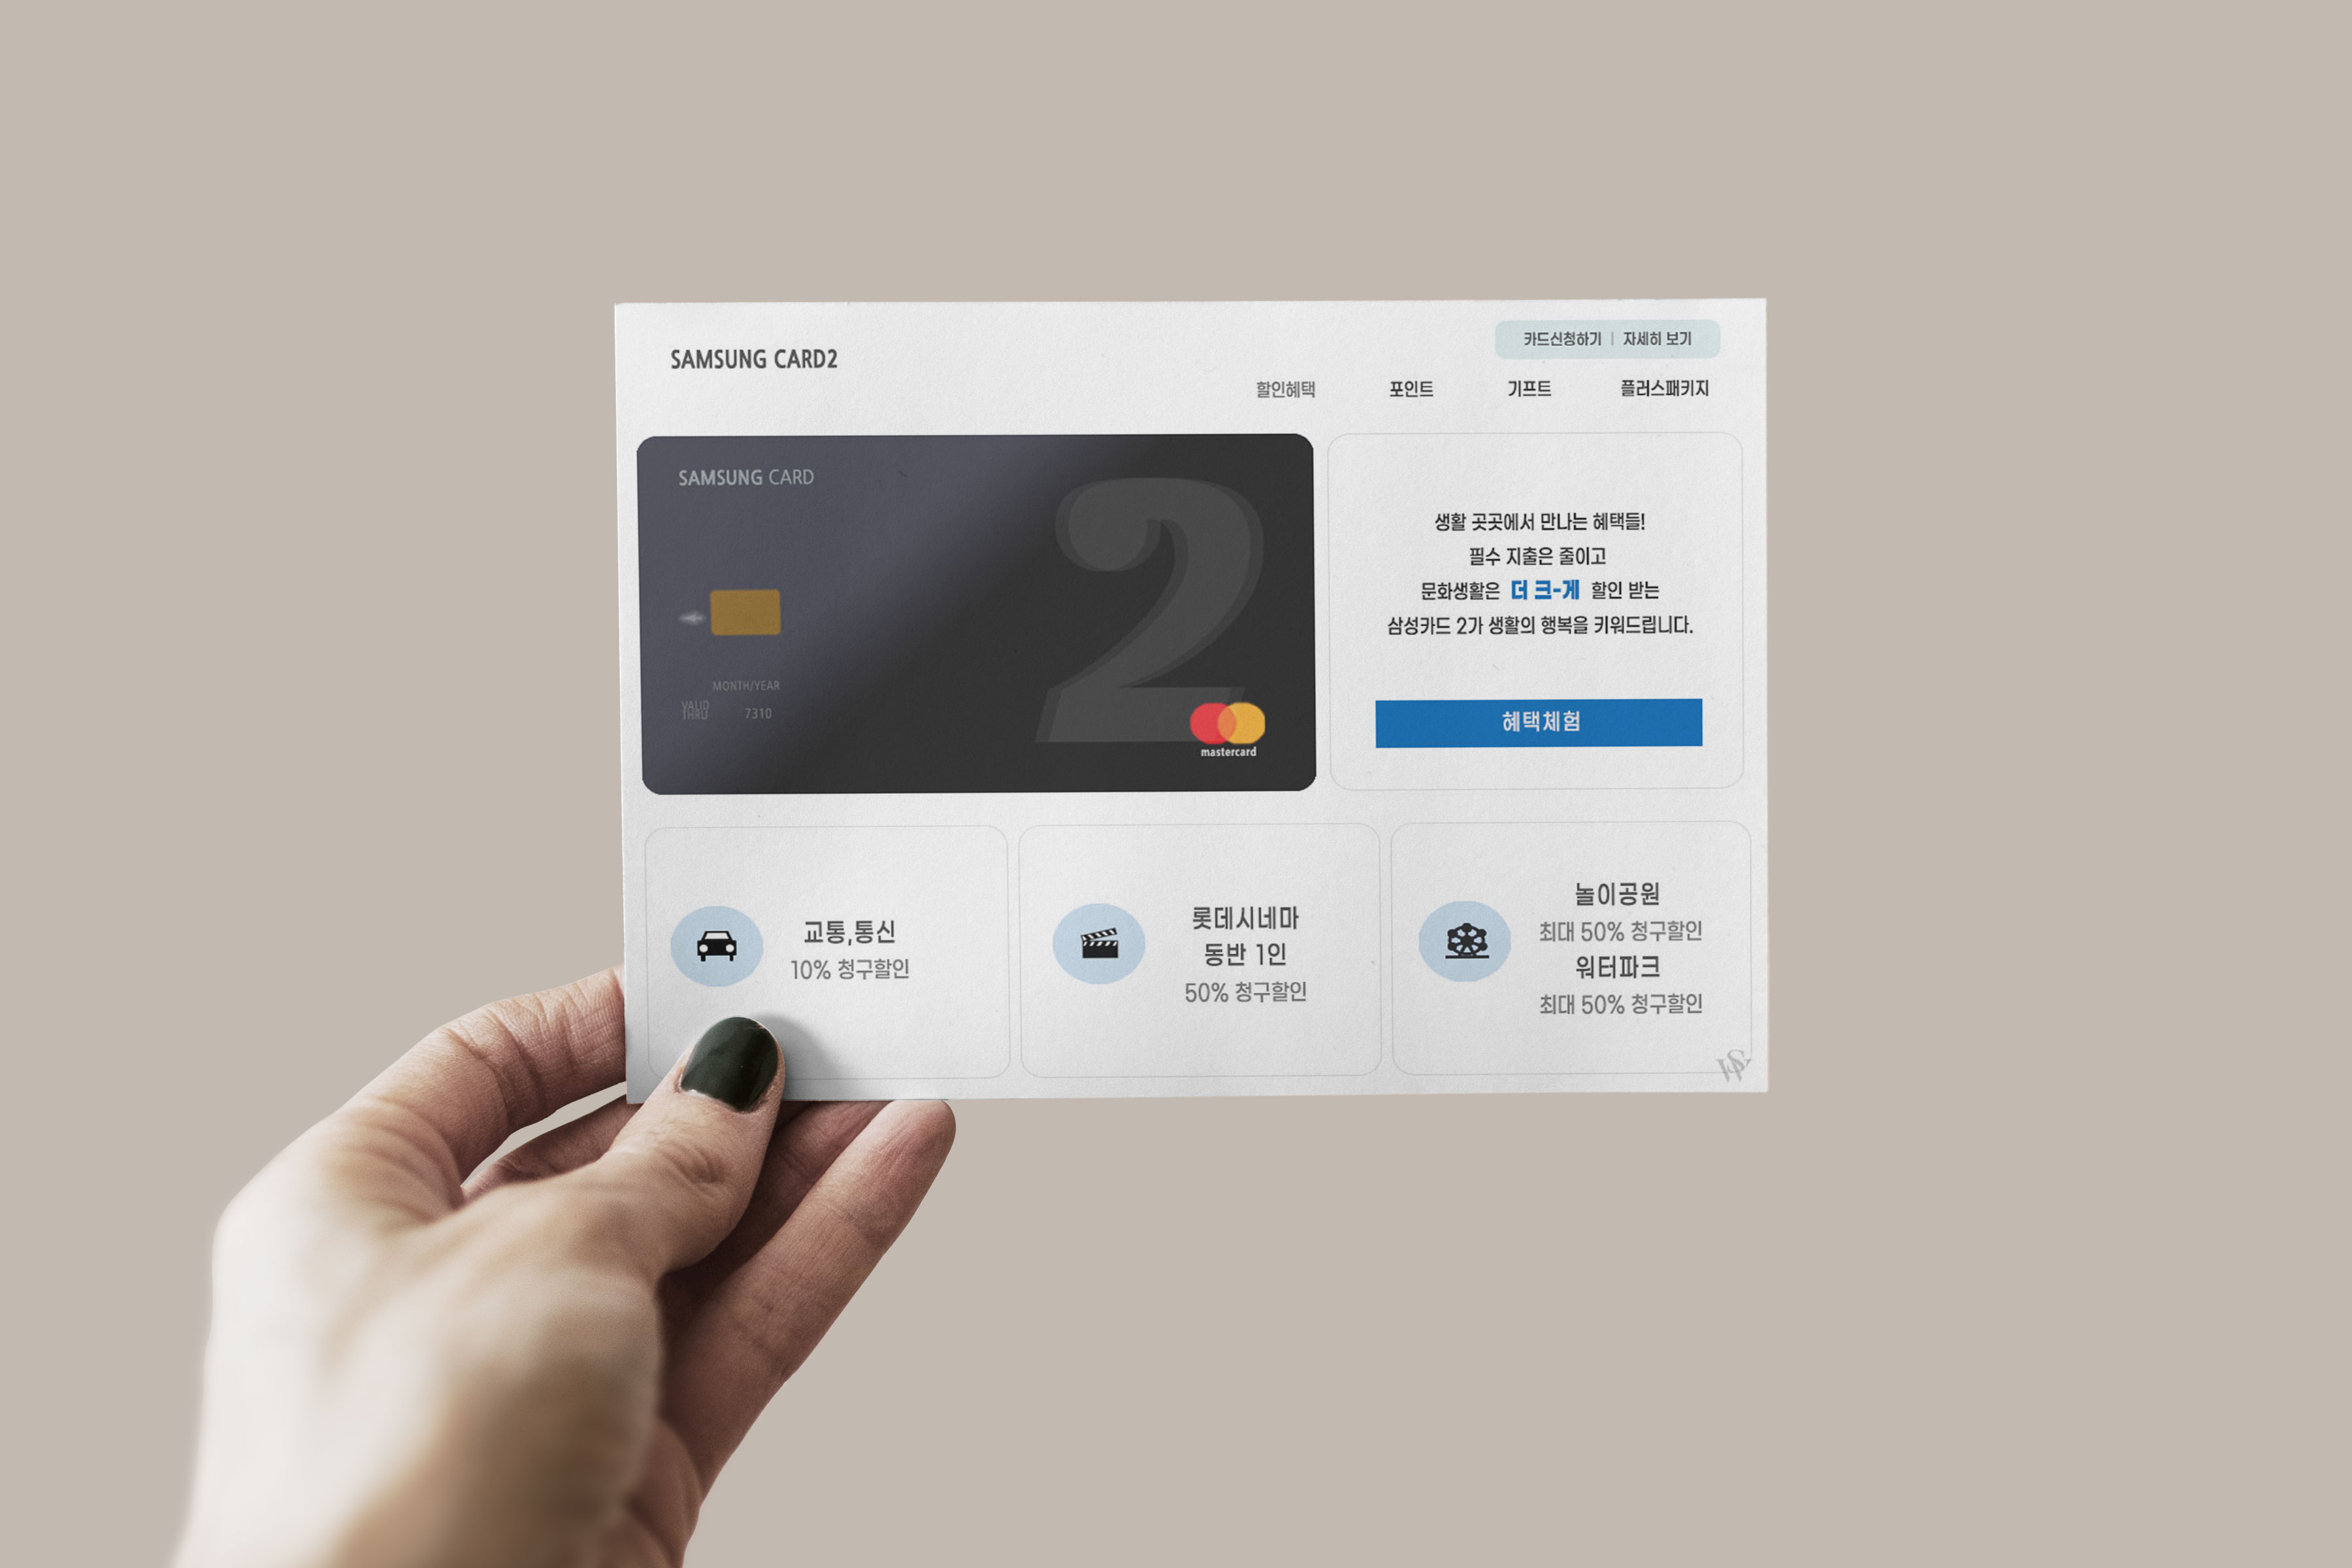 SAMSUNG CARD2
카드신청하기 | 자세히 보기
할인혜택 포인트 기프트 플러스패키지
SAMSUNG CARD
2
MONTH/YEAR
VALID
THRU 7310
mastercard
생활 곳곳에서 만나는 혜택들!
필수 지출은 줄이고
문화생활은 더 크-게 할인 받는
삼성카드 2가 생활의 행복을 키워드립니다.
혜택체험
교통,통신
10% 청구할인
롯데시네마
동반 1인
50% 청구할인
놀이공원
최대 50% 청구할인
워터파크
최대 50% 청구할인